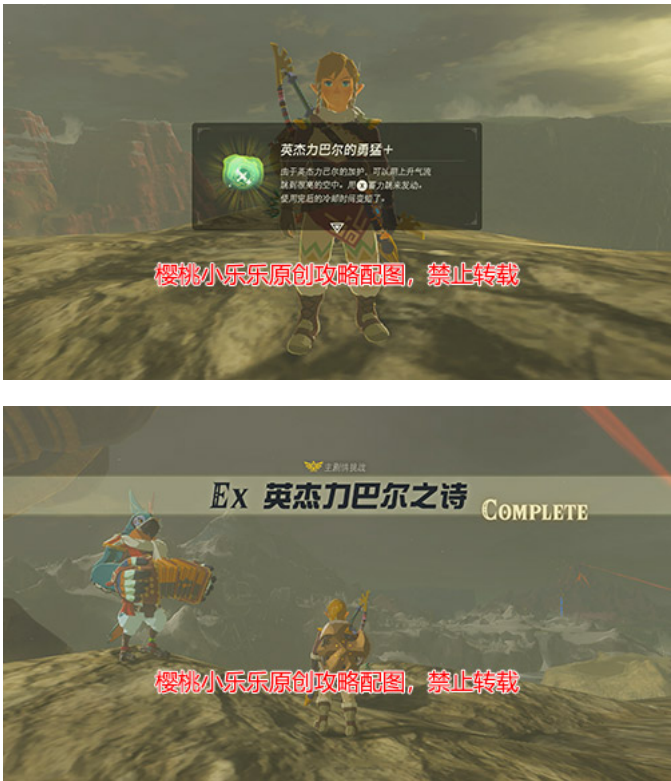 英杰力巴尔的勇猛＋
由于英杰力巴尔的加护，可以用上升气流
跳到很高的空中。用Ⓧ蓄力跳来发动。
使用完后的冷却时间变短了。
樱桃小乐乐原创攻略配图，禁止转载
主剧情挑战
EX 英杰力巴尔之诗
COMPLETE
樱桃小乐乐原创攻略配图，禁止转载